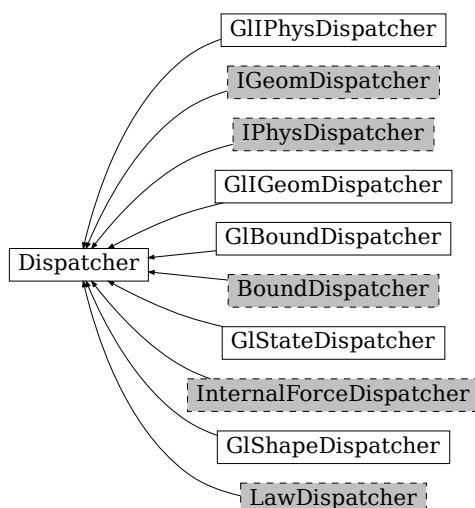 GlIPhysDispatcher
IGeomDispatcher
IPhysDispatcher
GlIGeomDispatcher
GlBoundDispatcher
Dispatcher
BoundDispatcher
GlStateDispatcher
InternalForceDispatcher
GlShapeDispatcher
LawDispatcher